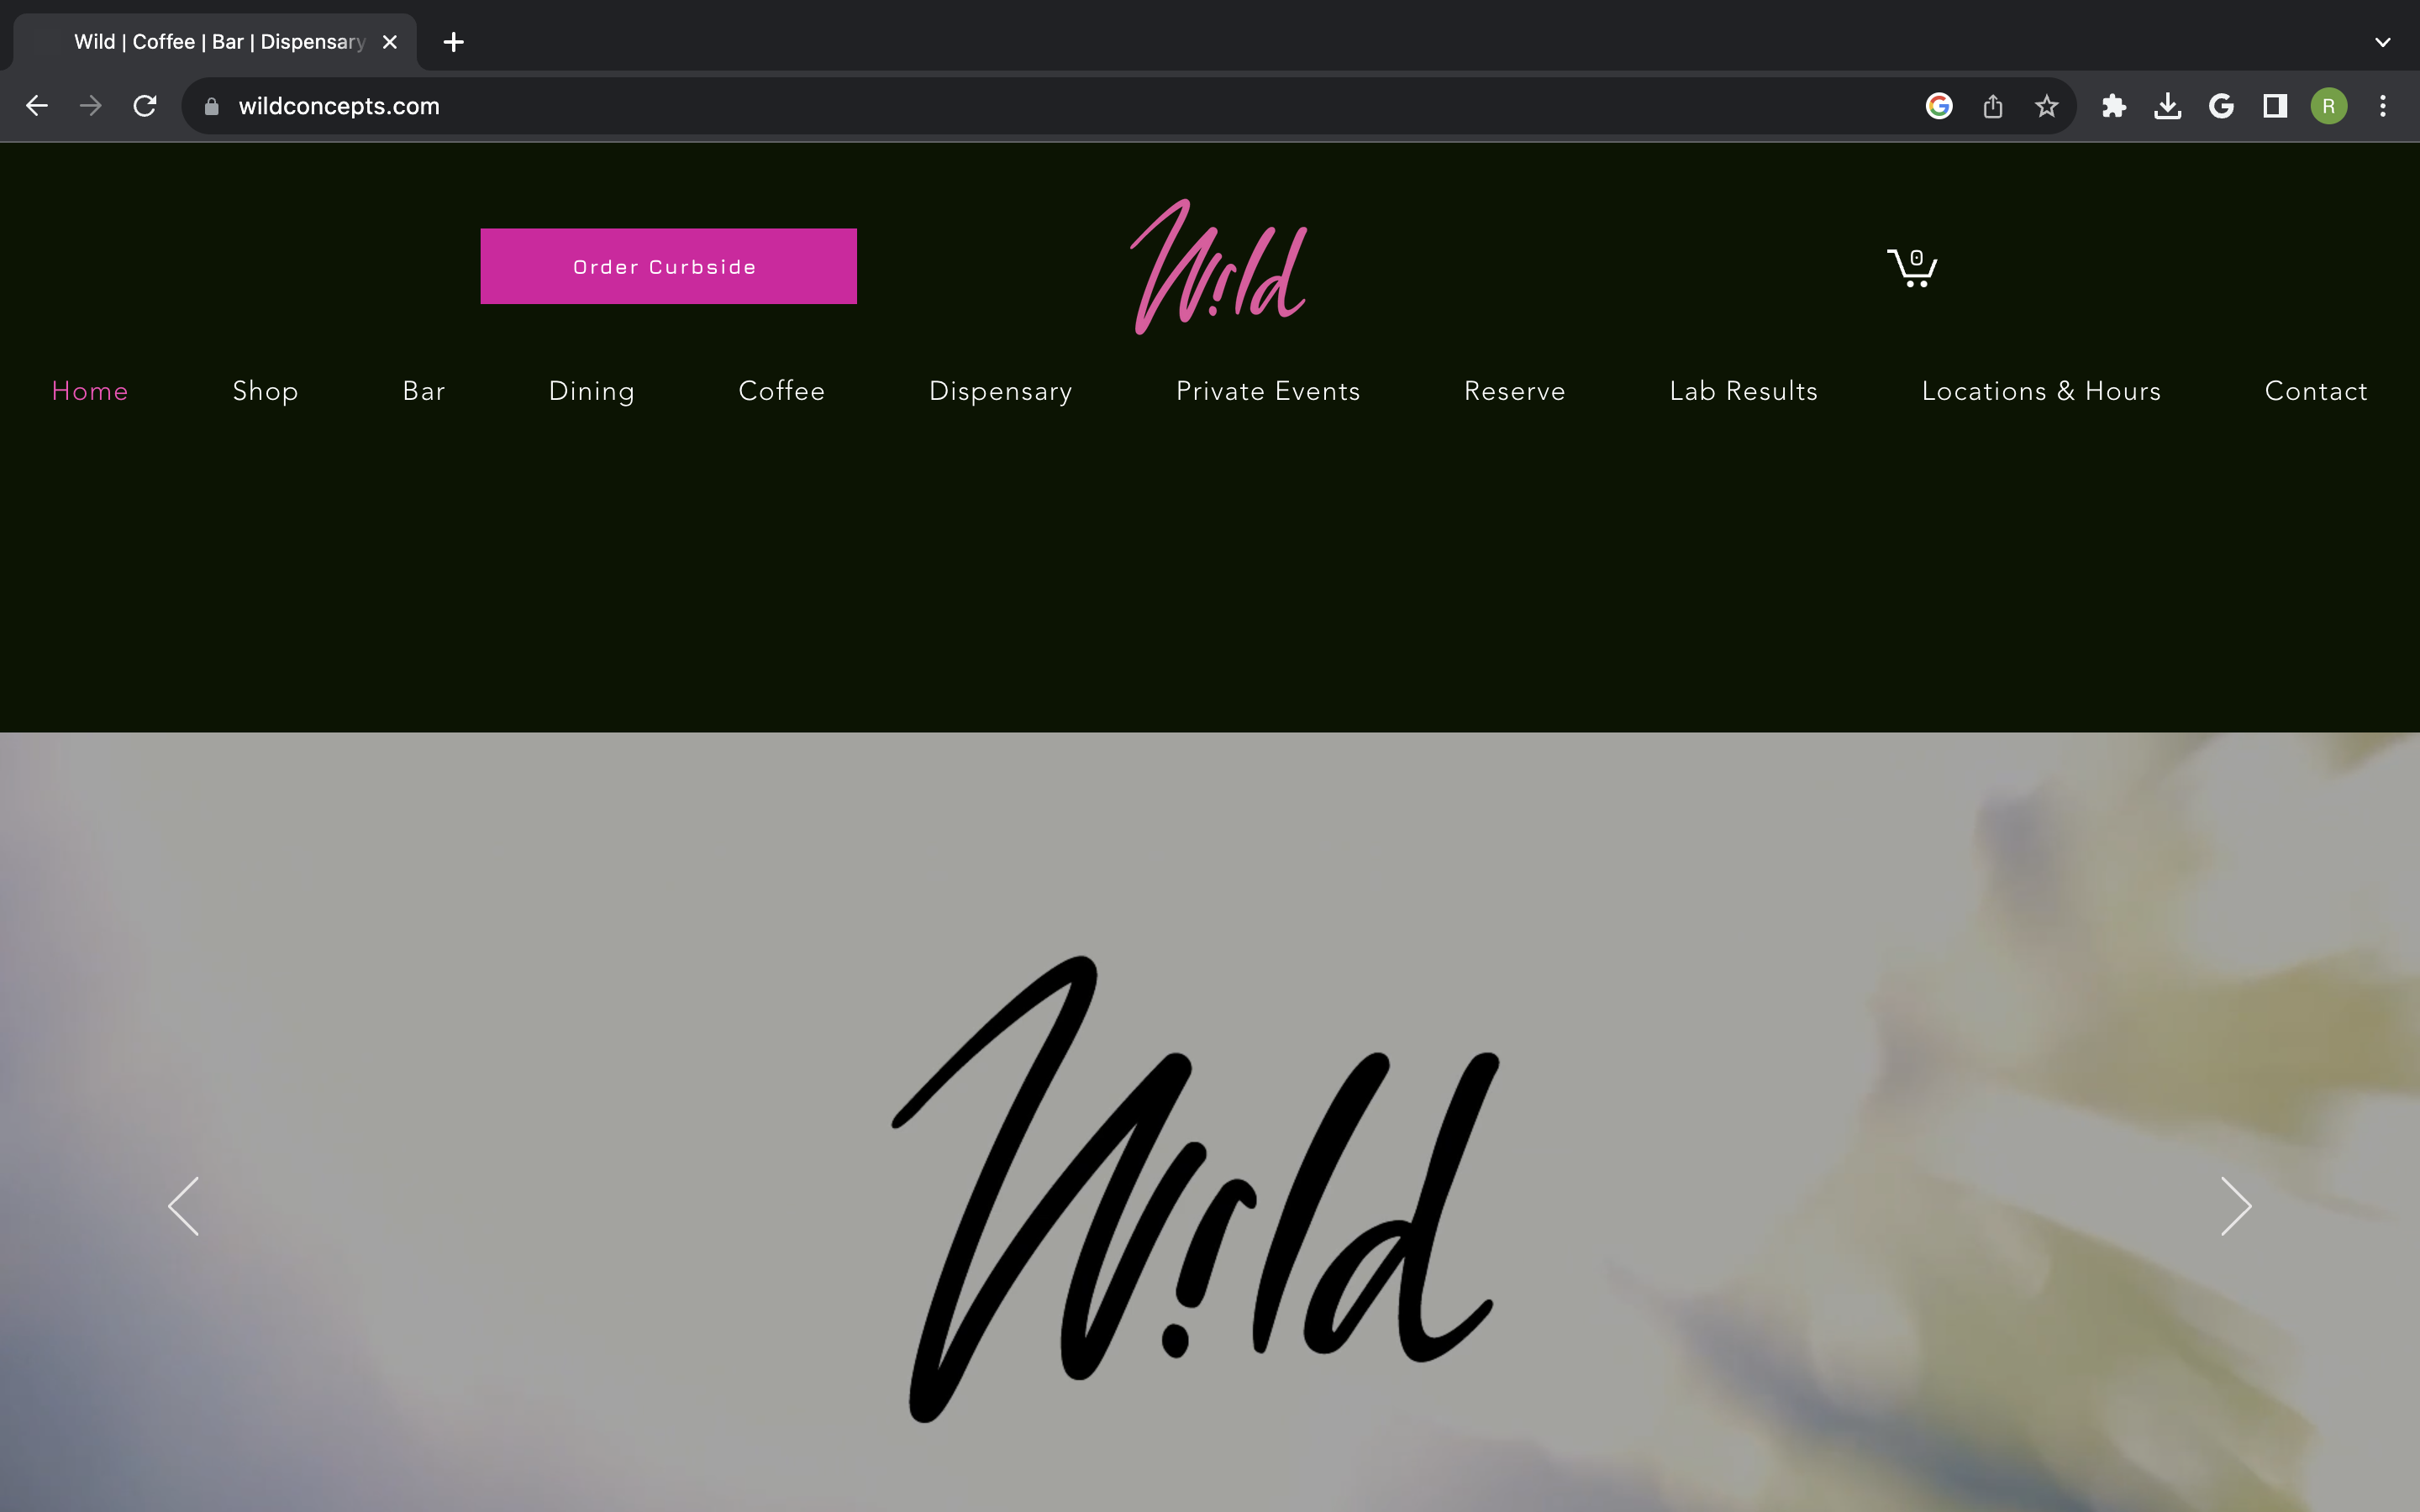 Wild | Coffee | Bar | Dispensary
wildconcepts.com
R
Order Curbside
Wild
0
Home Shop Bar Dining Coffee Dispensary Private Events Reserve Lab Results Locations & Hours Contact
Wild